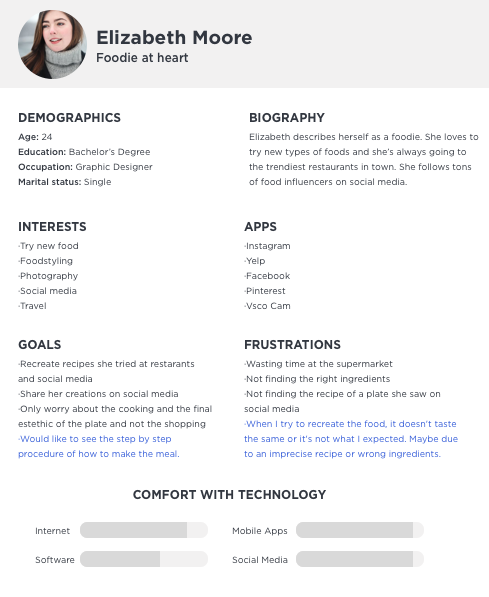 Elizabeth Moore
Foodie at heart
DEMOGRAPHICS
Age: 24
Education: Bachelor's Degree
Occupation: Graphic Designer
Marital status: Single
BIOGRAPHY
Elizabeth describes herself as a foodie. She loves to
try new types of foods and she's always going to
the trendiest restaurants in town. She follows tons
of food influencers on social media.
INTERESTS
·Try new food
·Foodstyling
·Photography
·Social media
·Travel
APPS
·Instagram
·Yelp
·Facebook
·Pinterest
·Vsco Cam
GOALS
·Recreate recipes she tried at restarants
and social media
·Share her creations on social media
·Only worry about the cooking and the final
estethic of the plate and not the shopping
·Would like to see the step by step
procedure of how to make the meal.
FRUSTRATIONS
·Wasting time at the supermarket
·Not finding the right ingredients
·Not finding the recipe of a plate she saw on
social media
·When I try to recreate the food, it doesn't taste
the same or it's not what I expected. Maybe due
to an imprecise recipe or wrong ingredients.
COMFORT WITH TECHNOLOGY
Internet
Mobile Apps
Software
Social Media